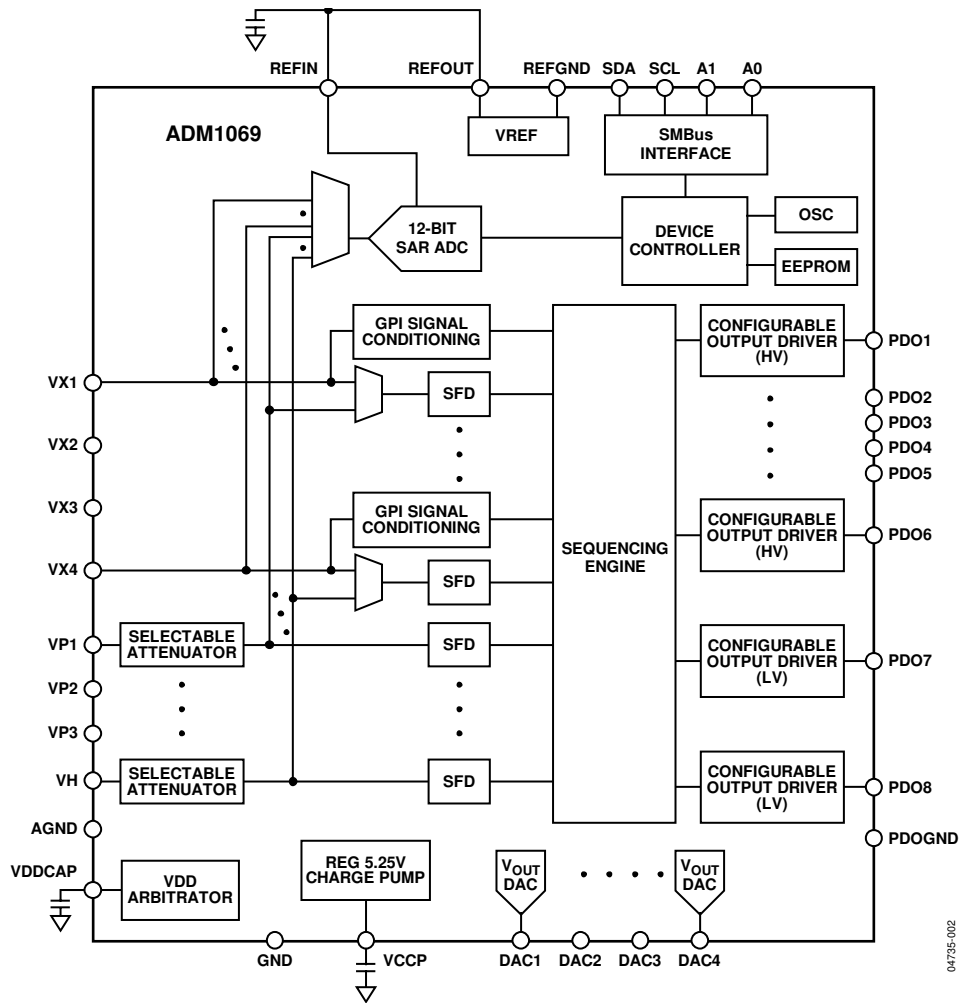 REFIN REFOUT REFGND SDA SCL A1 A0
ADM1069
VREF
SMBus
INTERFACE
12-BIT
SAR ADC
DEVICE
CONTROLLER
OSC
EEPROM
GPI SIGNAL
CONDITIONING
CONFIGURABLE
OUTPUT DRIVER
(HV)
PDO1
VX1
SFD
PDO2
PDO3
PDO4
PDO5
VX2
VX3
GPI SIGNAL
CONDITIONING
SEQUENCING
ENGINE
CONFIGURABLE
OUTPUT DRIVER
(HV)
PDO6
VX4
SFD
VP1
SELECTABLE
ATTENUATOR
SFD
CONFIGURABLE
OUTPUT DRIVER
(LV)
PDO7
VP2
VP3
VH
SELECTABLE
ATTENUATOR
SFD
CONFIGURABLE
OUTPUT DRIVER
(LV)
PDO8
AGND
PDOGND
VDDCAP
VDD
ARBITRATOR
REG 5.25V
CHARGE PUMP
VOUT
DAC
VOUT
DAC
GND VCCP DAC1 DAC2 DAC3 DAC4
04735-002